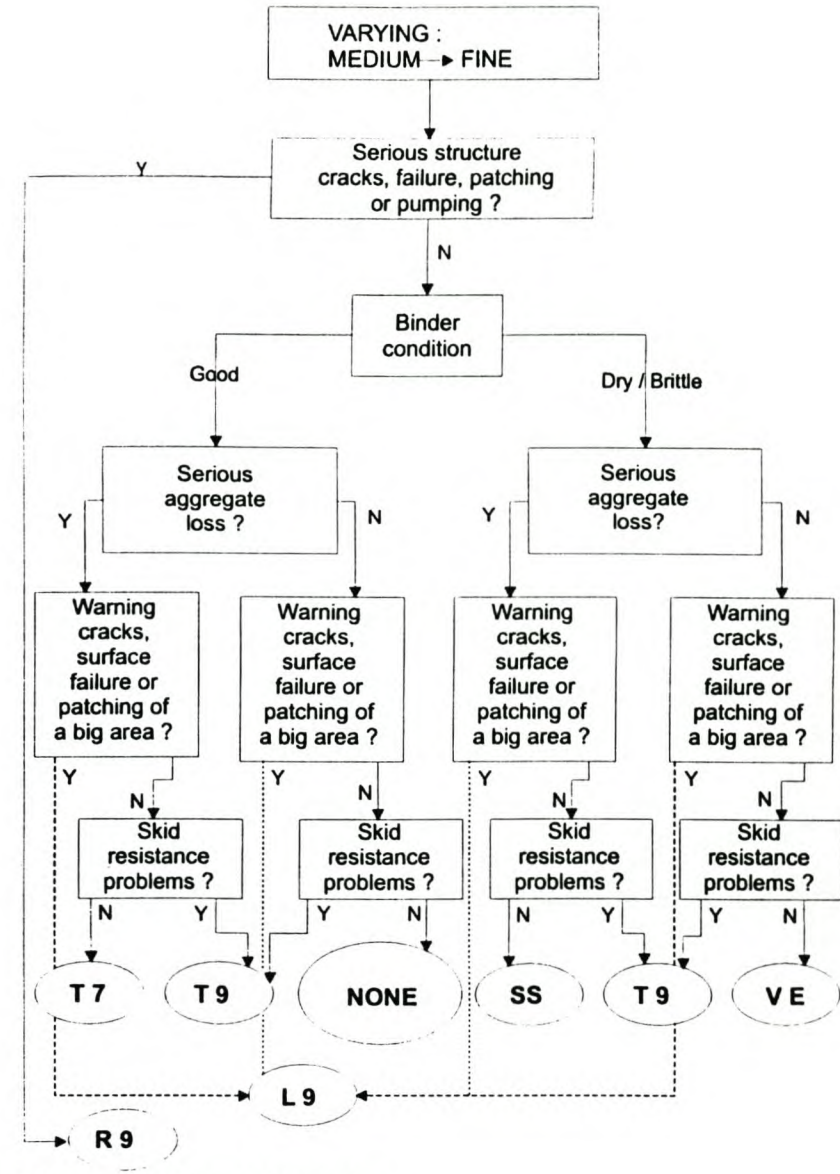 VARYING :
MEDIUM → FINE
Serious structure
cracks, failure, patching
or pumping ?
Y
N
Binder
condition
Good
Dry / Brittle
Serious
aggregate
loss ?
Serious
aggregate
loss?
Y
N
Y
N
Warning
cracks,
surface
failure or
patching of
a big area ?
Warning
cracks,
surface
failure or
patching of
a big area ?
Warning
cracks,
surface
failure or
patching of
a big area ?
Warning
cracks,
surface
failure or
patching of
a big area ?
Y
N
Y
N
Y
N
Y
N
Skid
resistance
problems ?
Skid
resistance
problems ?
Skid
resistance
problems ?
Skid
resistance
problems ?
N
Y
Y
N
N
Y
Y
N
T 7
T 9
NONE
SS
T 9
V E
L 9
R 9